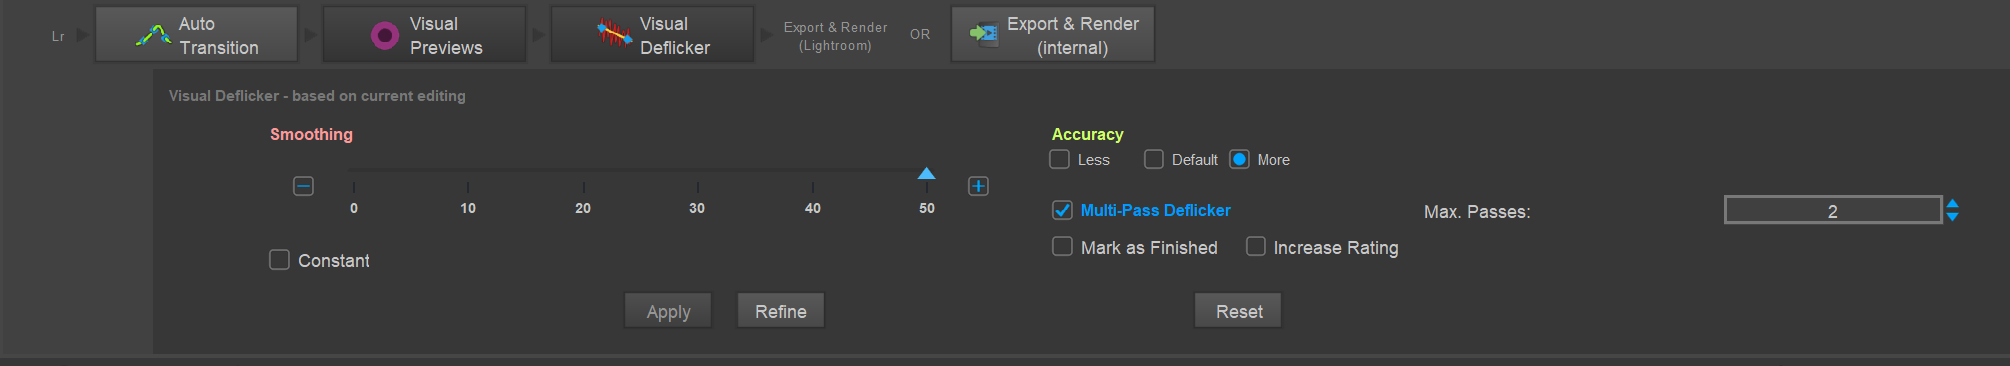 Lr
Auto
Transition
Visual
Previews
Visual
Deflicker
Export & Render
(Lightroom)
OR
Export & Render
(internal)
Visual Deflicker - based on current editing
Smoothing
0 10 20 30 40 50
Constant
Apply Refine
Accuracy
Less Default More
Multi-Pass Deflicker Max. Passes: 2
Mark as Finished Increase Rating
Reset